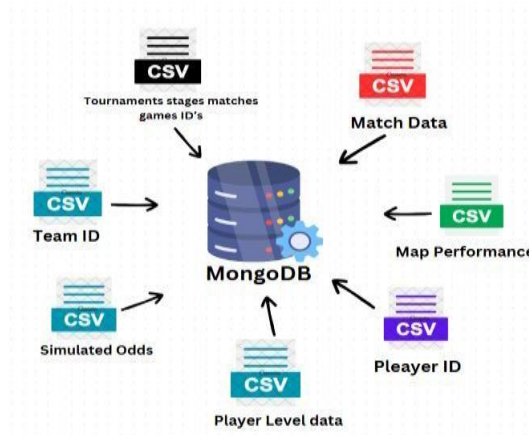 CSV
Tournaments stages matches
games ID's
CSV
Match Data
CSV
Team ID
CSV
Map Performance
MongoDB
CSV
Simulated Odds
CSV
Pleayer ID
CSV
Player Level data